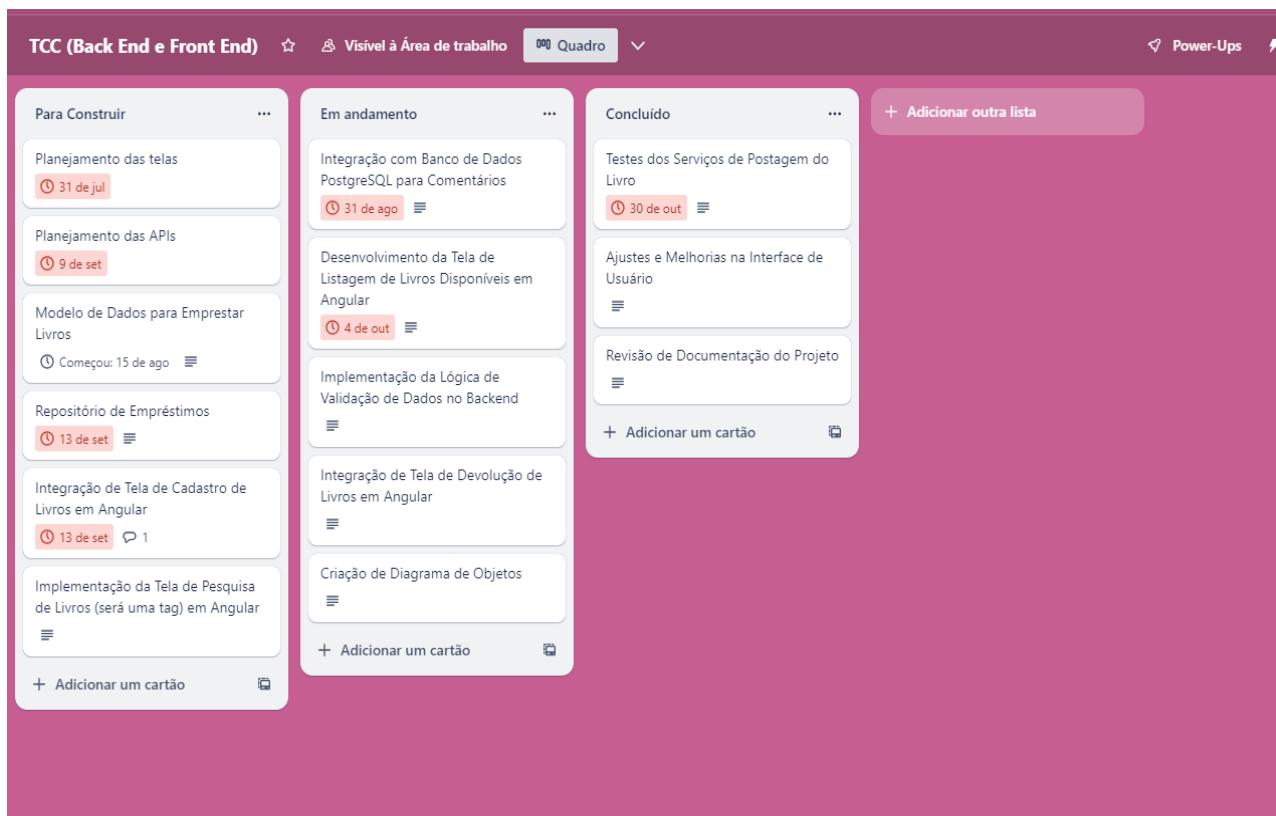 TCC (Back End e Front End)
Visível à Área de trabalho
Quadro
Power-Ups
Para Construir
Planejamento das telas
31 de jul
Planejamento das APIs
9 de set
Modelo de Dados para Emprestar
Livros
Começou: 15 de ago
Repositório de Empréstimos
13 de set
Integração de Tela de Cadastro de
Livros em Angular
13 de set 1
Implementação da Tela de Pesquisa
de Livros (será uma tag) em Angular
+ Adicionar um cartão
Em andamento
Integração com Banco de Dados
PostgreSQL para Comentários
31 de ago
Desenvolvimento da Tela de
Listagem de Livros Disponíveis em
Angular
4 de out
Implementação da Lógica de
Validação de Dados no Backend
Integração de Tela de Devolução de
Livros em Angular
Criação de Diagrama de Objetos
+ Adicionar um cartão
Concluído
Testes dos Serviços de Postagem do
Livro
30 de out
Ajustes e Melhorias na Interface de
Usuário
Revisão de Documentação do Projeto
+ Adicionar um cartão
+ Adicionar outra lista